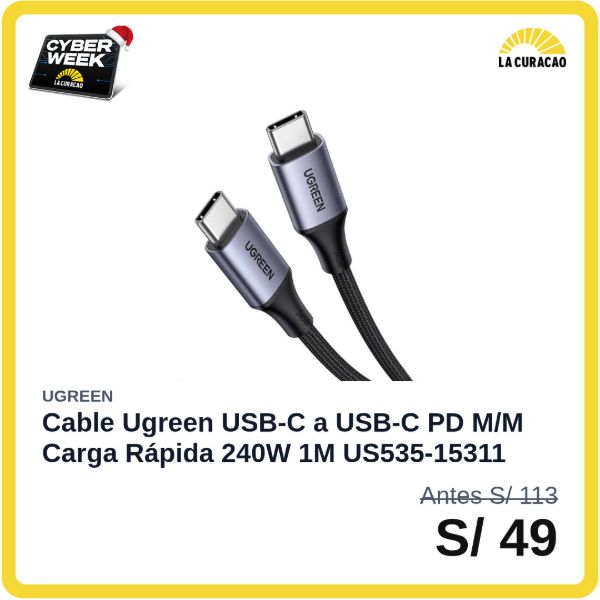 CYBER
WEEK
LA CURACAO
LA CURACAO
UGREEN
UGREEN
UGREEN
Cable Ugreen USB-C a USB-C PD M/M
Carga Rápida 240W 1M US535-15311
Antes S/ 113
S/ 49